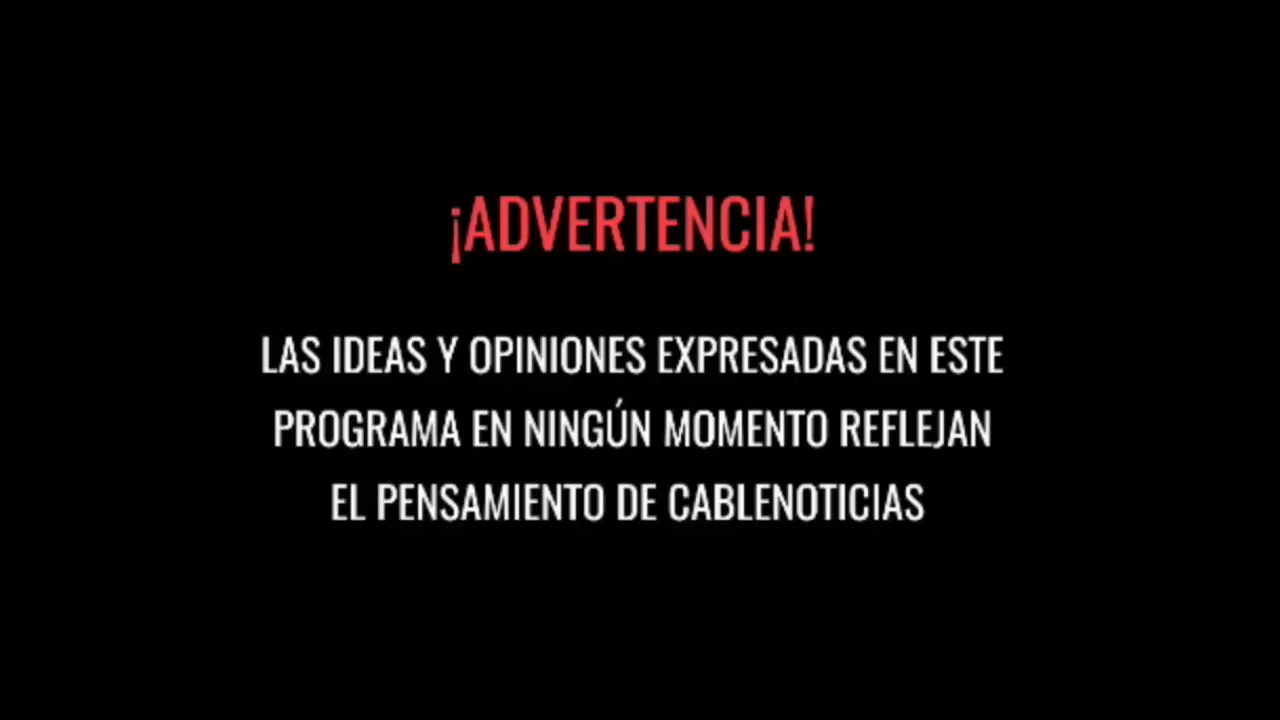 ¡ADVERTENCIA!
LAS IDEAS Y OPINIONES EXPRESADAS EN ESTE
PROGRAMA EN NINGÚN MOMENTO REFLEJAN
EL PENSAMIENTO DE CABLENOTICIAS